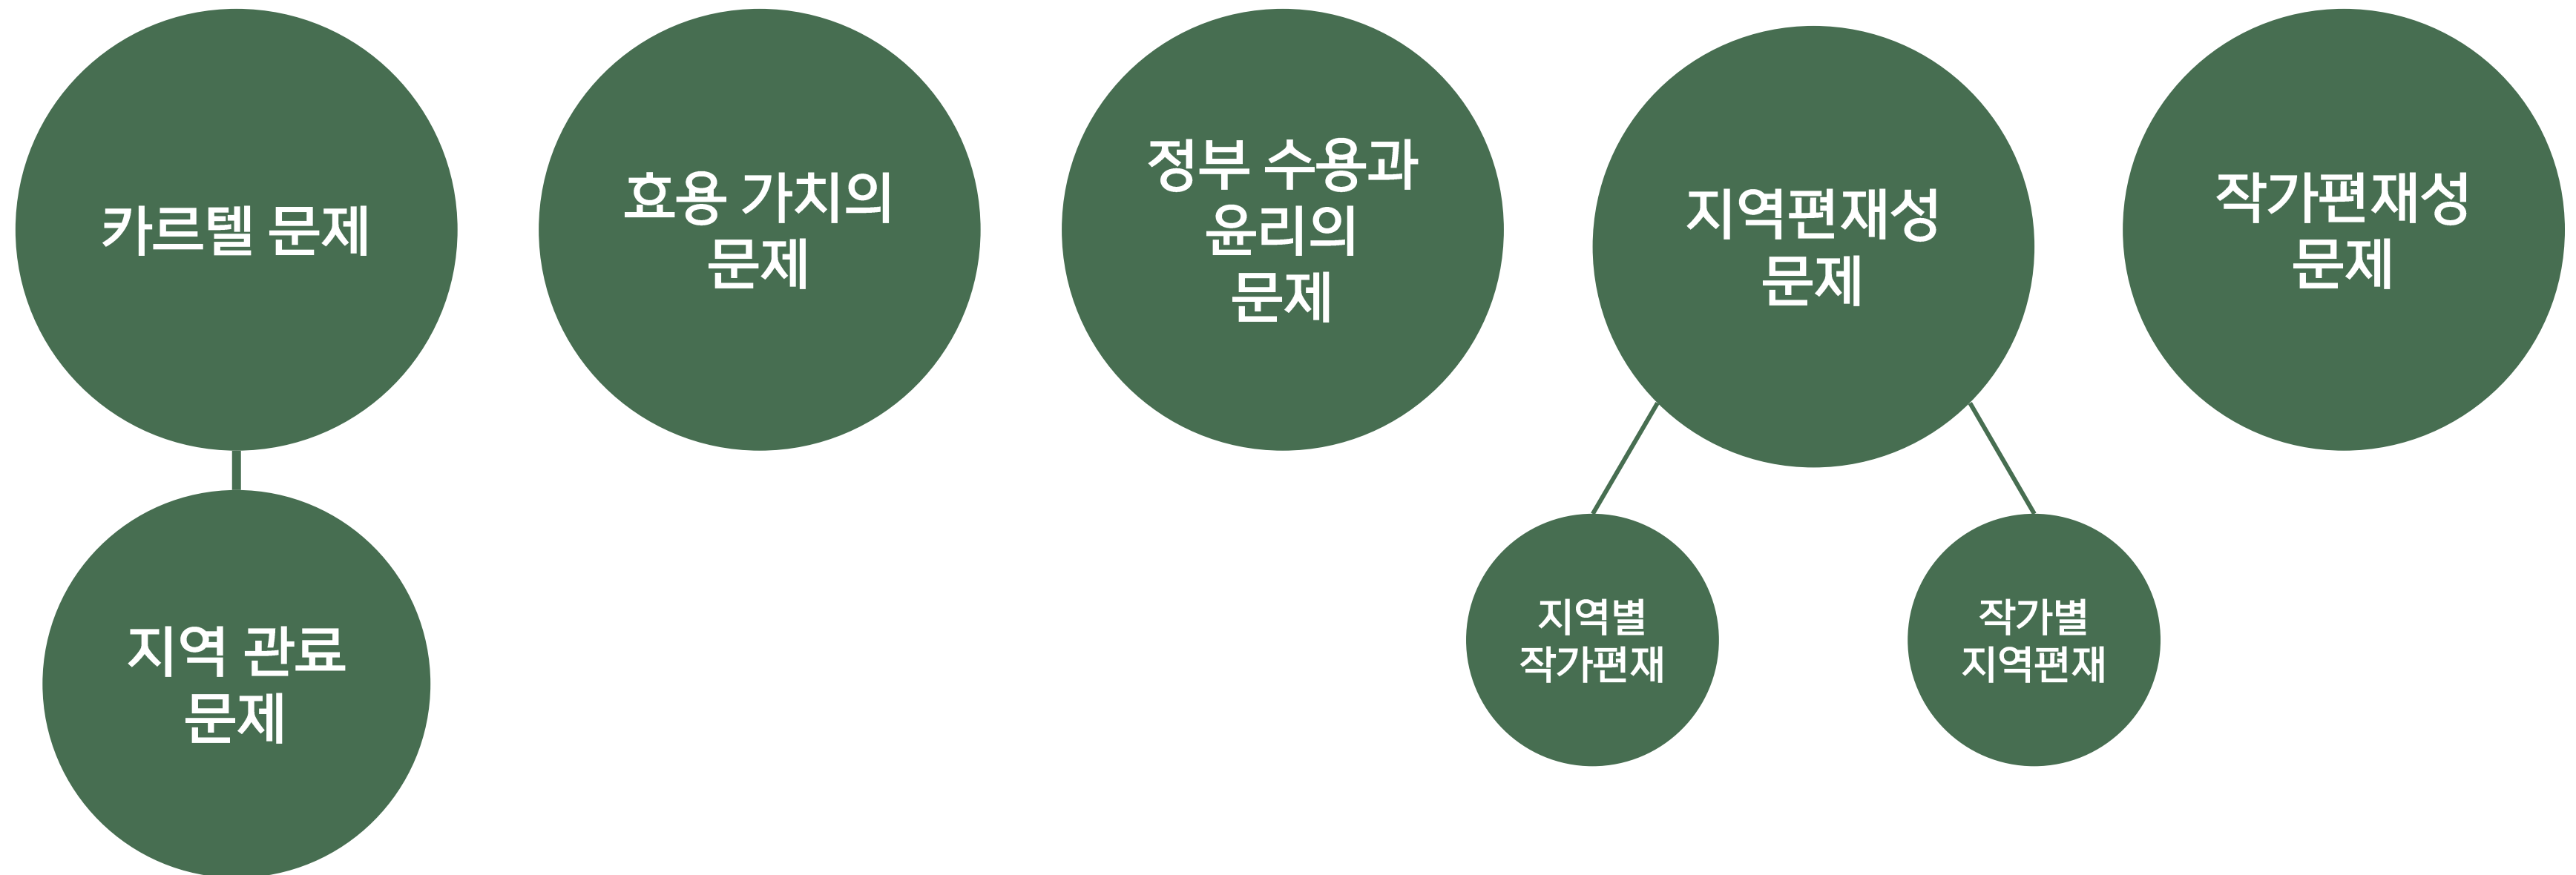 카르텔 문제
효용 가치의
문제
정부 수용과
윤리의
문제
지역편재성
문제
작가편재성
문제
지역 관료
문제
지역별
작가편재
작가별
지역편재